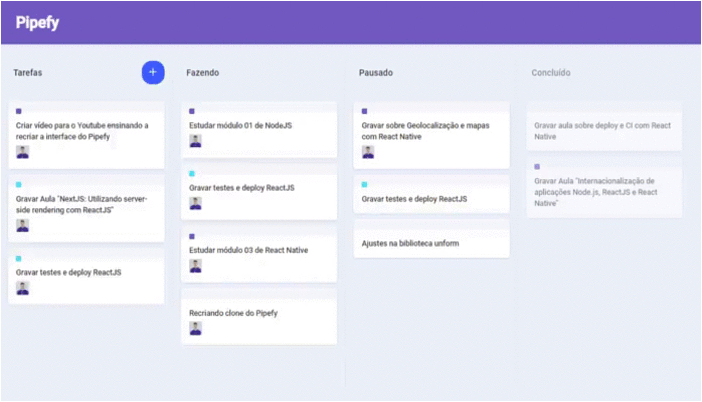 Pipefy
Tarefas
+
Criar vídeo para o Youtube ensinando a
recriar a interface do Pipefy
Gravar Aula "NextJS: Utilizando server-
side rendering com ReactJS"
Gravar testes e deploy ReactJS
Fazendo
Estudar módulo 01 de NodeJS
Gravar testes e deploy ReactJS
Estudar módulo 03 de React Native
Recriando clone do Pipefy
Pausado
Gravar sobre Geolocalização e mapas
com React Native
Gravar testes e deploy ReactJS
Ajustes na biblioteca unform
Concluído
Gravar aula sobre deploy e CI com React
Native
Gravar Aula "Internacionalização de
aplicações Node.js, ReactJS e React
Native"